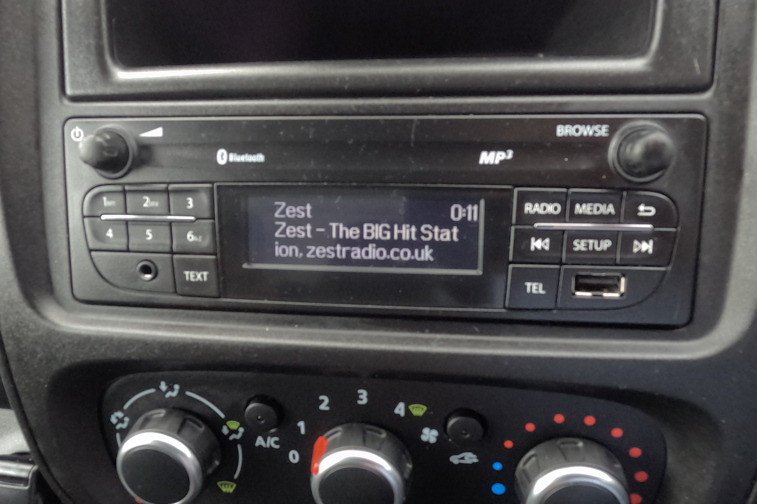 BROWSE
Bluetooth
MP3
Zest 0:11
Zest – The BIG Hit Stat
ion. zestradio.co.uk
1 2 3
4 5 6
TEXT
RADIO MEDIA
SETUP
TEL
A/C
0 1 2 3 4